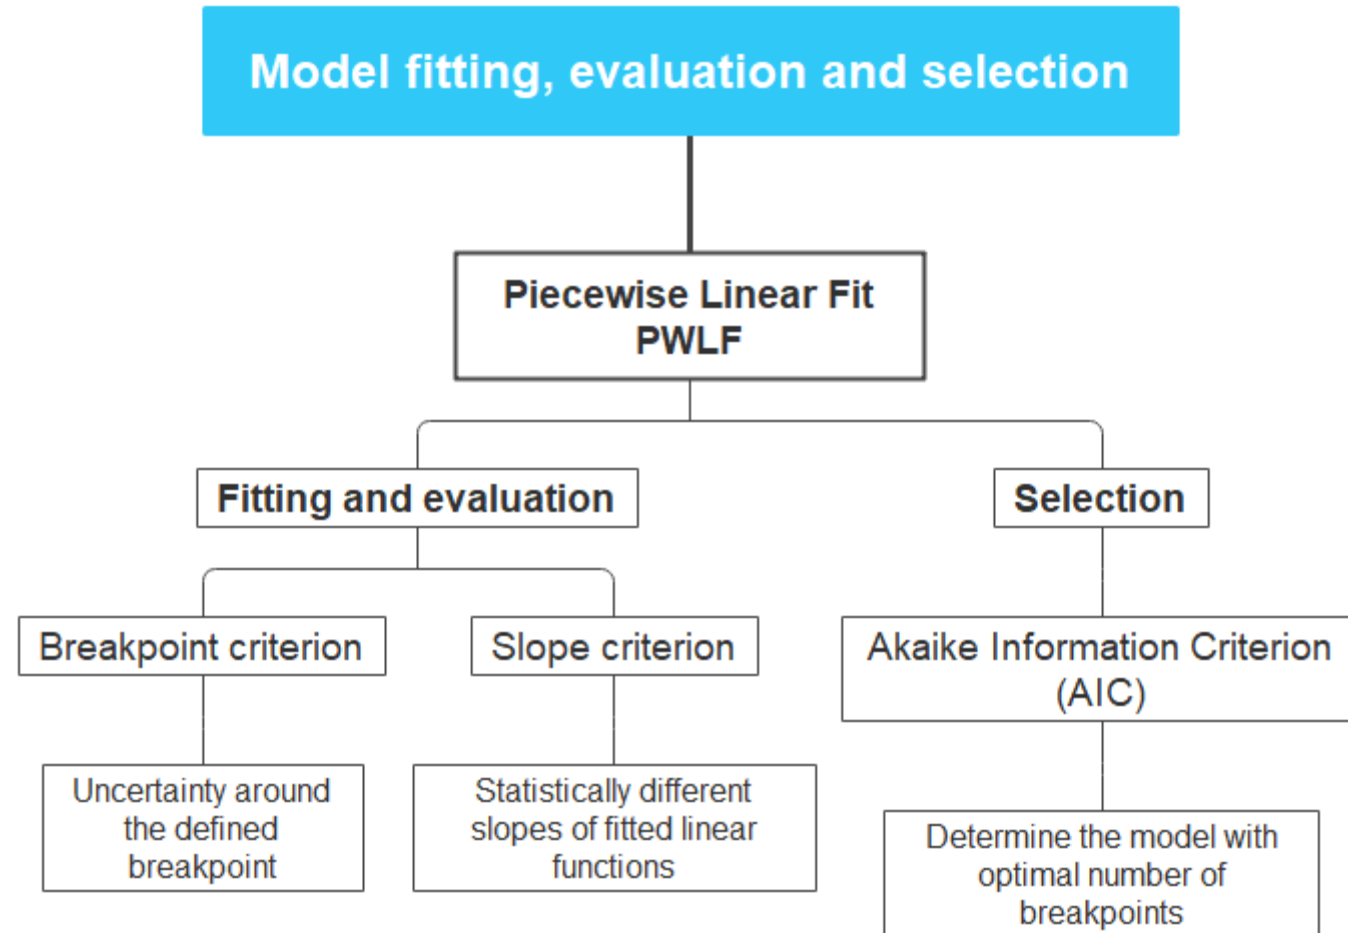 Model fitting, evaluation and selection
Piecewise Linear Fit
PWLF
Fitting and evaluation
Selection
Breakpoint criterion
Slope criterion
Akaike Information Criterion
(AIC)
Uncertainty around
the defined
breakpoint
Statistically different
slopes of fitted linear
functions
Determine the model with
optimal number of
breakpoints